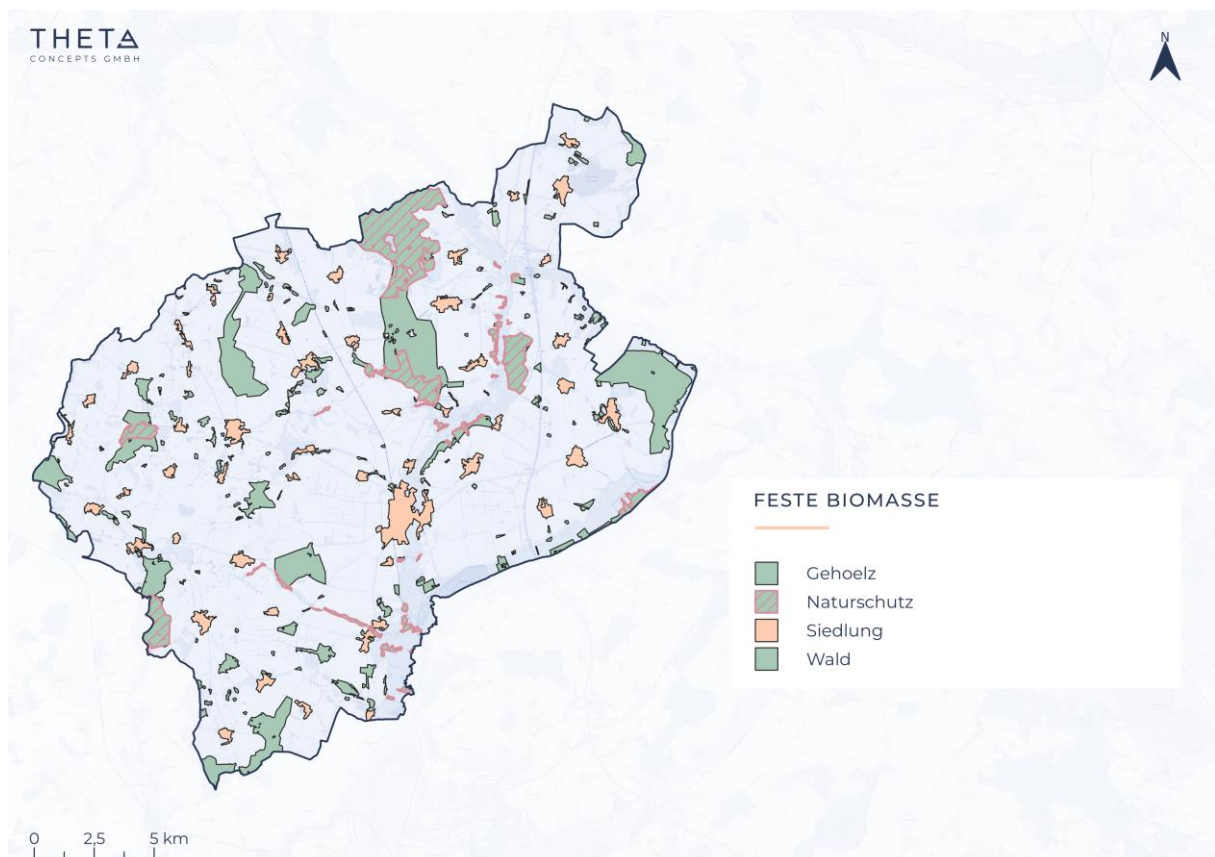 THETA
CONCEPTS GMBH
N
FESTE BIOMASSE
Gehoelz
Naturschutz
Siedlung
Wald
0 2,5 5 km